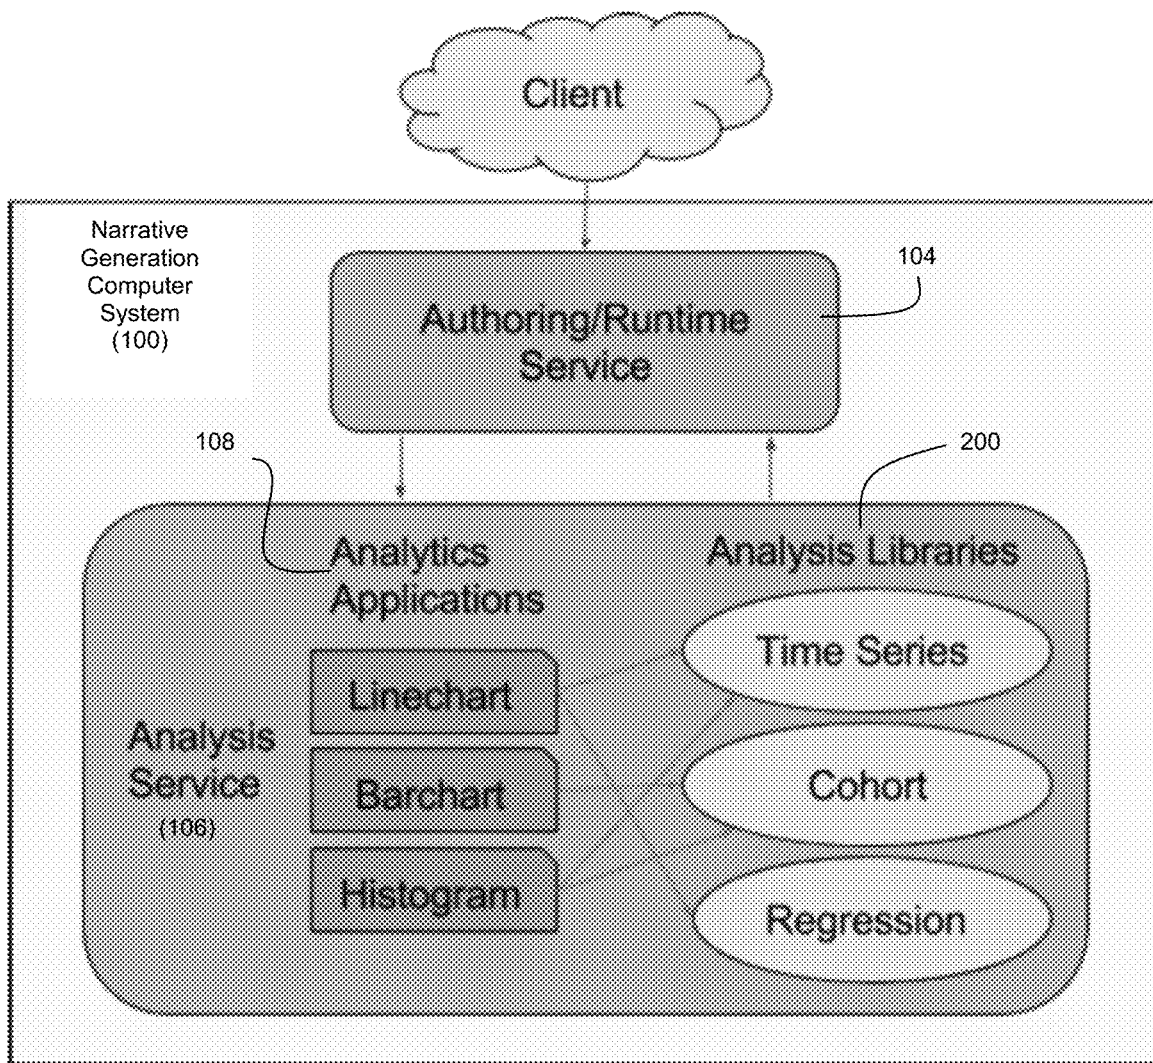 Client
Narrative
Generation
Computer
System
(100)
104
Authoring/Runtime
Service
108
200
Analytics
Applications
Analysis Libraries
Linechart
Barchart
Histogram
Time Series
Cohort
Regression
Analysis
Service
(106)